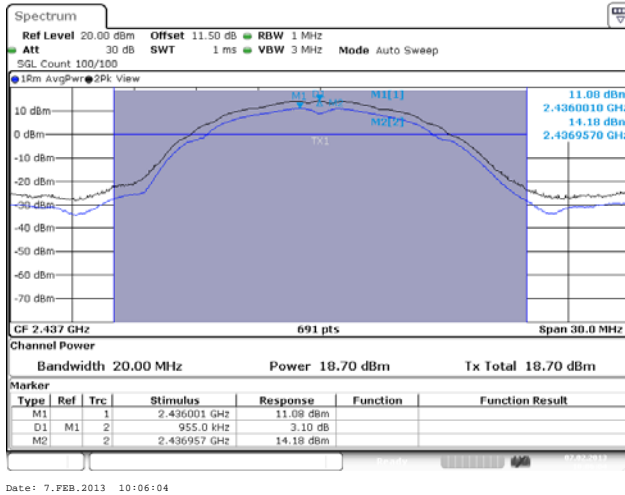 Spectrum
Ref Level 20.00 dBm Offset 11.50 dB RBW 1 MHz
Att 30 dB SWT 1 ms VBW 3 MHz Mode Auto Sweep
SGL Count 100/100
1Rm AvgPwr 2Pk View
M1 D1 M2 M1[1] 11.08 dBm
2.4360010 GHz
10 dBm M2[2] 14.18 dBm
0 dBm 2.4369570 GHz
TX1
-10 dBm
-20 dBm
-30 dBm
-40 dBm
-50 dBm
-60 dBm
-70 dBm
CF 2.437 GHz 691 pts Span 30.0 MHz
Channel Power
Bandwidth 20.00 MHz Power 18.70 dBm Tx Total 18.70 dBm
Marker
Type Ref Trc Stimulus Response Function Function Result
M1 1 2.436001 GHz 11.08 dBm
D1 M1 2 955.0 kHz 3.10 dB
M2 2 2.436957 GHz 14.18 dBm
Ready
Date: 7.FEB.2013 10:06:04